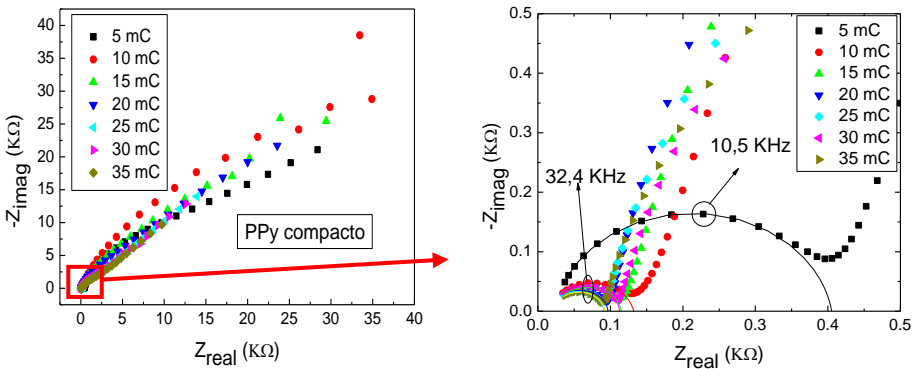 -Z_imag (KΩ)
40
35
30
25
20
15
10
5
0
5 mC
10 mC
15 mC
20 mC
25 mC
30 mC
35 mC
PPy compacto
0 5 10 15 20 25 30 35 40
Z_real (KΩ)
-Z_imag (KΩ)
0.5
0.4
0.3
0.2
0.1
0.0
5 mC
10 mC
15 mC
20 mC
25 mC
30 mC
35 mC
10,5 KHz
32,4 KHz
0.0 0.1 0.2 0.3 0.4 0.5
Z_real (KΩ)